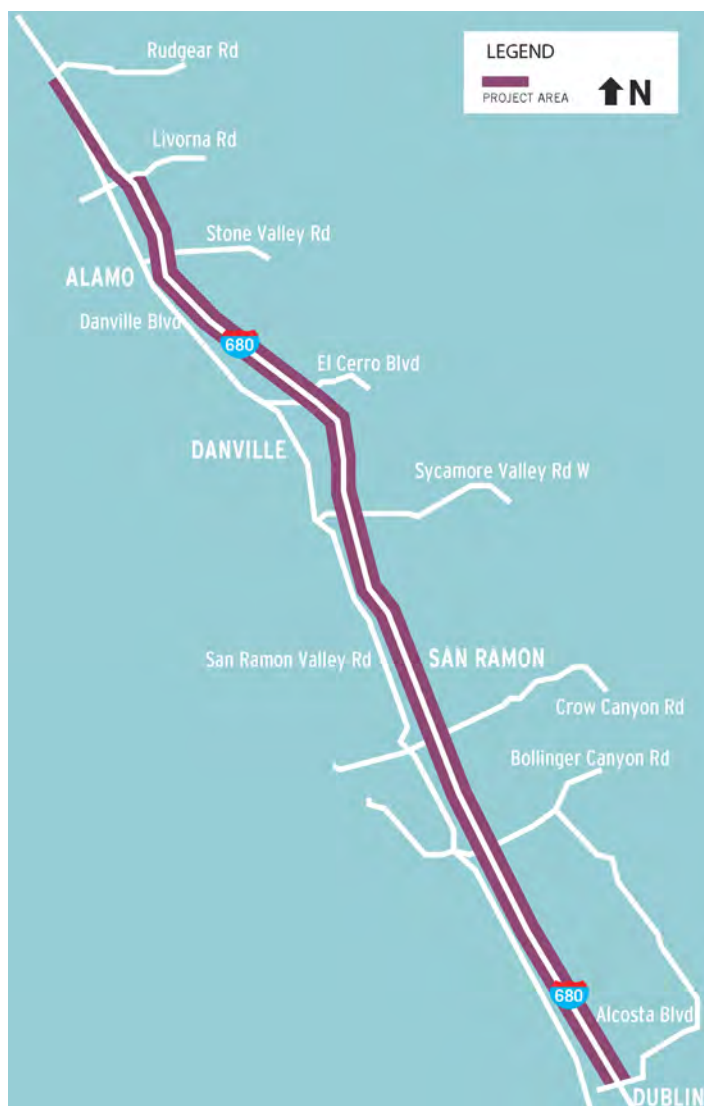 Rudgear Rd
LEGEND
PROJECT AREA
N
Livorna Rd
Stone Valley Rd
ALAMO
Danville Blvd
680
El Cerro Blvd
DANVILLE
Sycamore Valley Rd W
San Ramon Valley Rd
SAN RAMON
Crow Canyon Rd
Bollinger Canyon Rd
680
Alcosta Blvd
DUBLIN